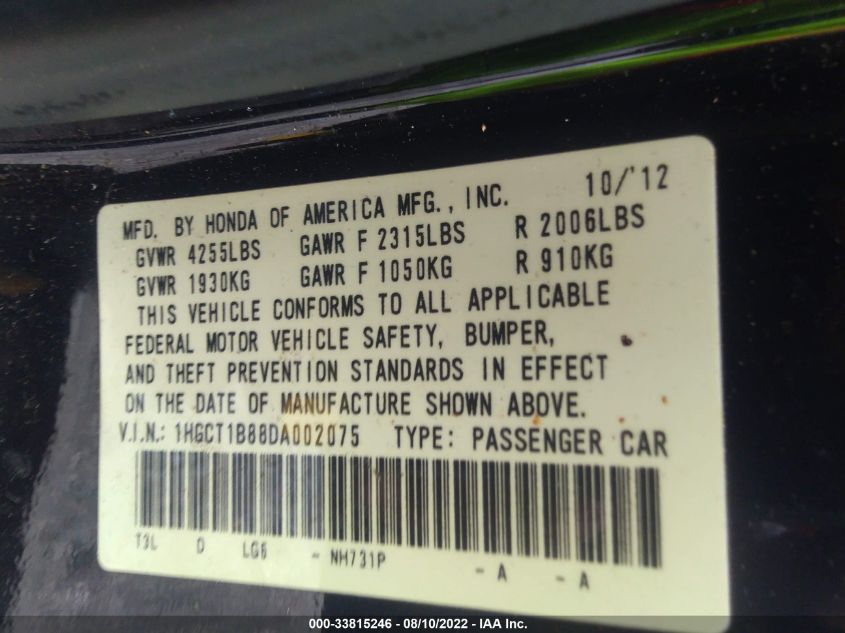 MFD. BY HONDA OF AMERICA MFG., INC. 10/'12
GVWR 4255LBS GAWR F 2315LBS R 2006LBS
GVWR 1930KG GAWR F 1050KG R 910KG
THIS VEHICLE CONFORMS TO ALL APPLICABLE
FEDERAL MOTOR VEHICLE SAFETY, BUMPER,
AND THEFT PREVENTION STANDARDS IN EFFECT
ON THE DATE OF MANUFACTURE SHOWN ABOVE.
V.I.N.: 1HGCT1B88DA002075 TYPE: PASSENGER CAR
T3L D LG6 - NH731P - A - A
000-33815246 - 08/10/2022 - IAA Inc.